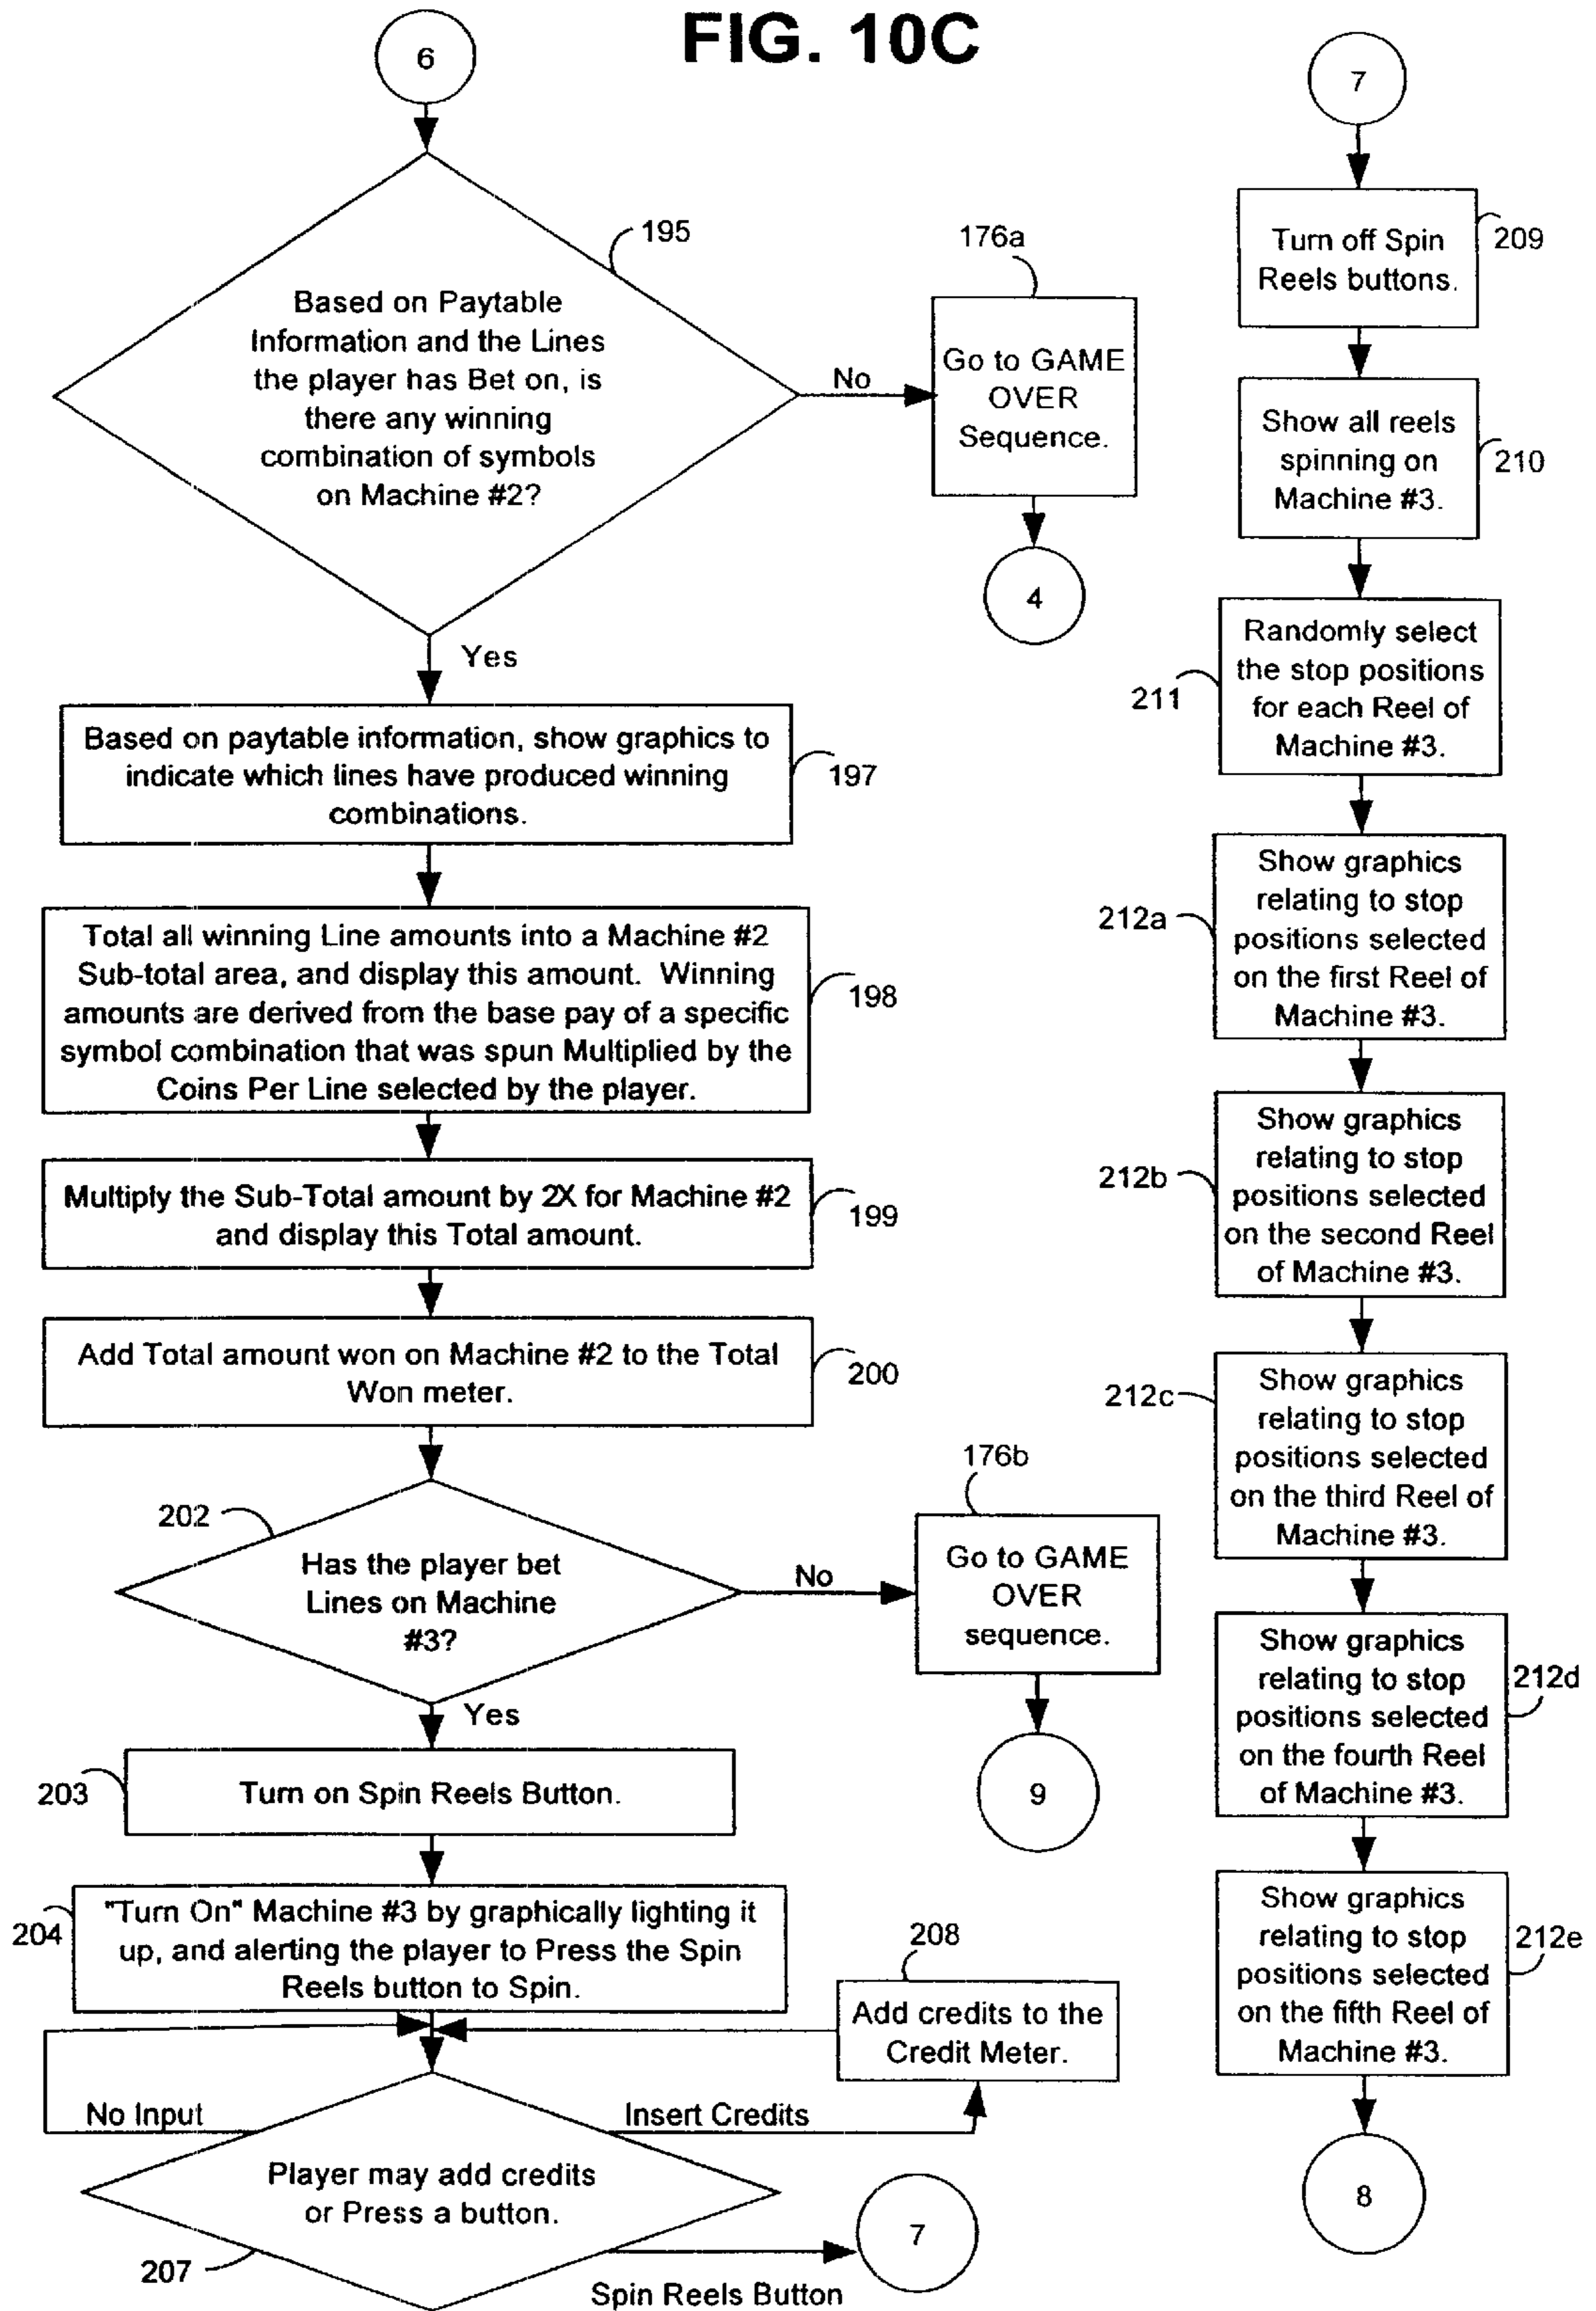 FIG. 10C
6
195
Based on Paytable
Information and the Lines
the player has Bet on, is
there any winning
combination of symbols
on Machine #2?
No
176a
Go to GAME
OVER
Sequence.
4
Yes
Based on paytable information, show graphics to
indicate which lines have produced winning
combinations.
197
Total all winning Line amounts into a Machine #2
Sub-total area, and display this amount. Winning
amounts are derived from the base pay of a specific
symbol combination that was spun Multiplied by the
Coins Per Line selected by the player.
198
Multiply the Sub-Total amount by 2X for Machine #2
and display this Total amount.
199
Add Total amount won on Machine #2 to the Total
Won meter.
200
202
Has the player bet
Lines on Machine
#3?
No
176b
Go to GAME
OVER
sequence.
9
Yes
203
Turn on Spin Reels Button.
204
"Turn On" Machine #3 by graphically lighting it
up, and alerting the player to Press the Spin
Reels button to Spin.
208
Add credits to the
Credit Meter.
No Input
Insert Credits
Player may add credits
or Press a button.
207
Spin Reels Button
7
7
Turn off Spin
Reels buttons.
209
Show all reels
spinning on
Machine #3.
210
Randomly select
the stop positions
for each Reel of
Machine #3.
211
Show graphics
relating to stop
positions selected
on the first Reel of
Machine #3.
212a
Show graphics
relating to stop
positions selected
on the second Reel
of Machine #3.
212b
Show graphics
relating to stop
positions selected
on the third Reel of
Machine #3.
212c
Show graphics
relating to stop
positions selected
on the fourth Reel
of Machine #3.
212d
Show graphics
relating to stop
positions selected
on the fifth Reel of
Machine #3.
212e
8